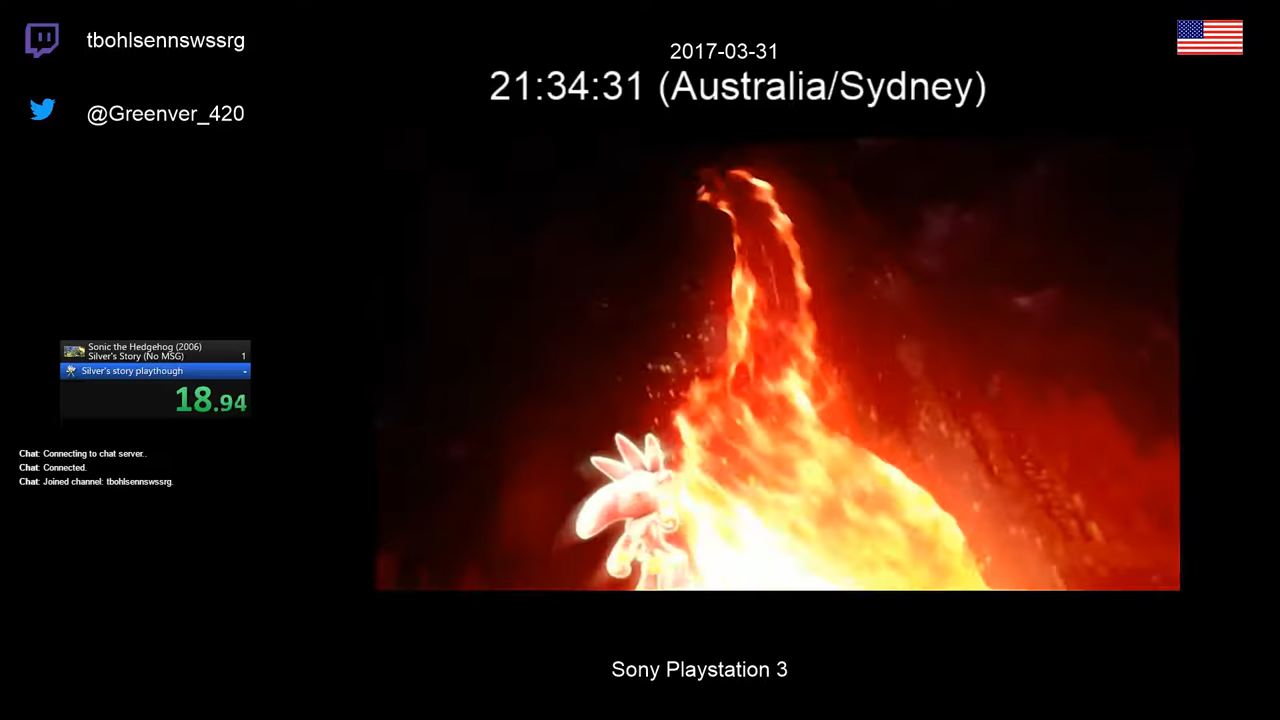 tbohlsennswssrg
@Greenver_420
2017-03-31
21:34:31 (Australia/Sydney)
Sonic the Hedgehog (2006)
Silver's Story (No MSG) 1
Silver's story playthough -
18.94
Chat: Connecting to chat server..
Chat: Connected.
Chat: Joined channel: tbohlsennswssrg.
Sony Playstation 3